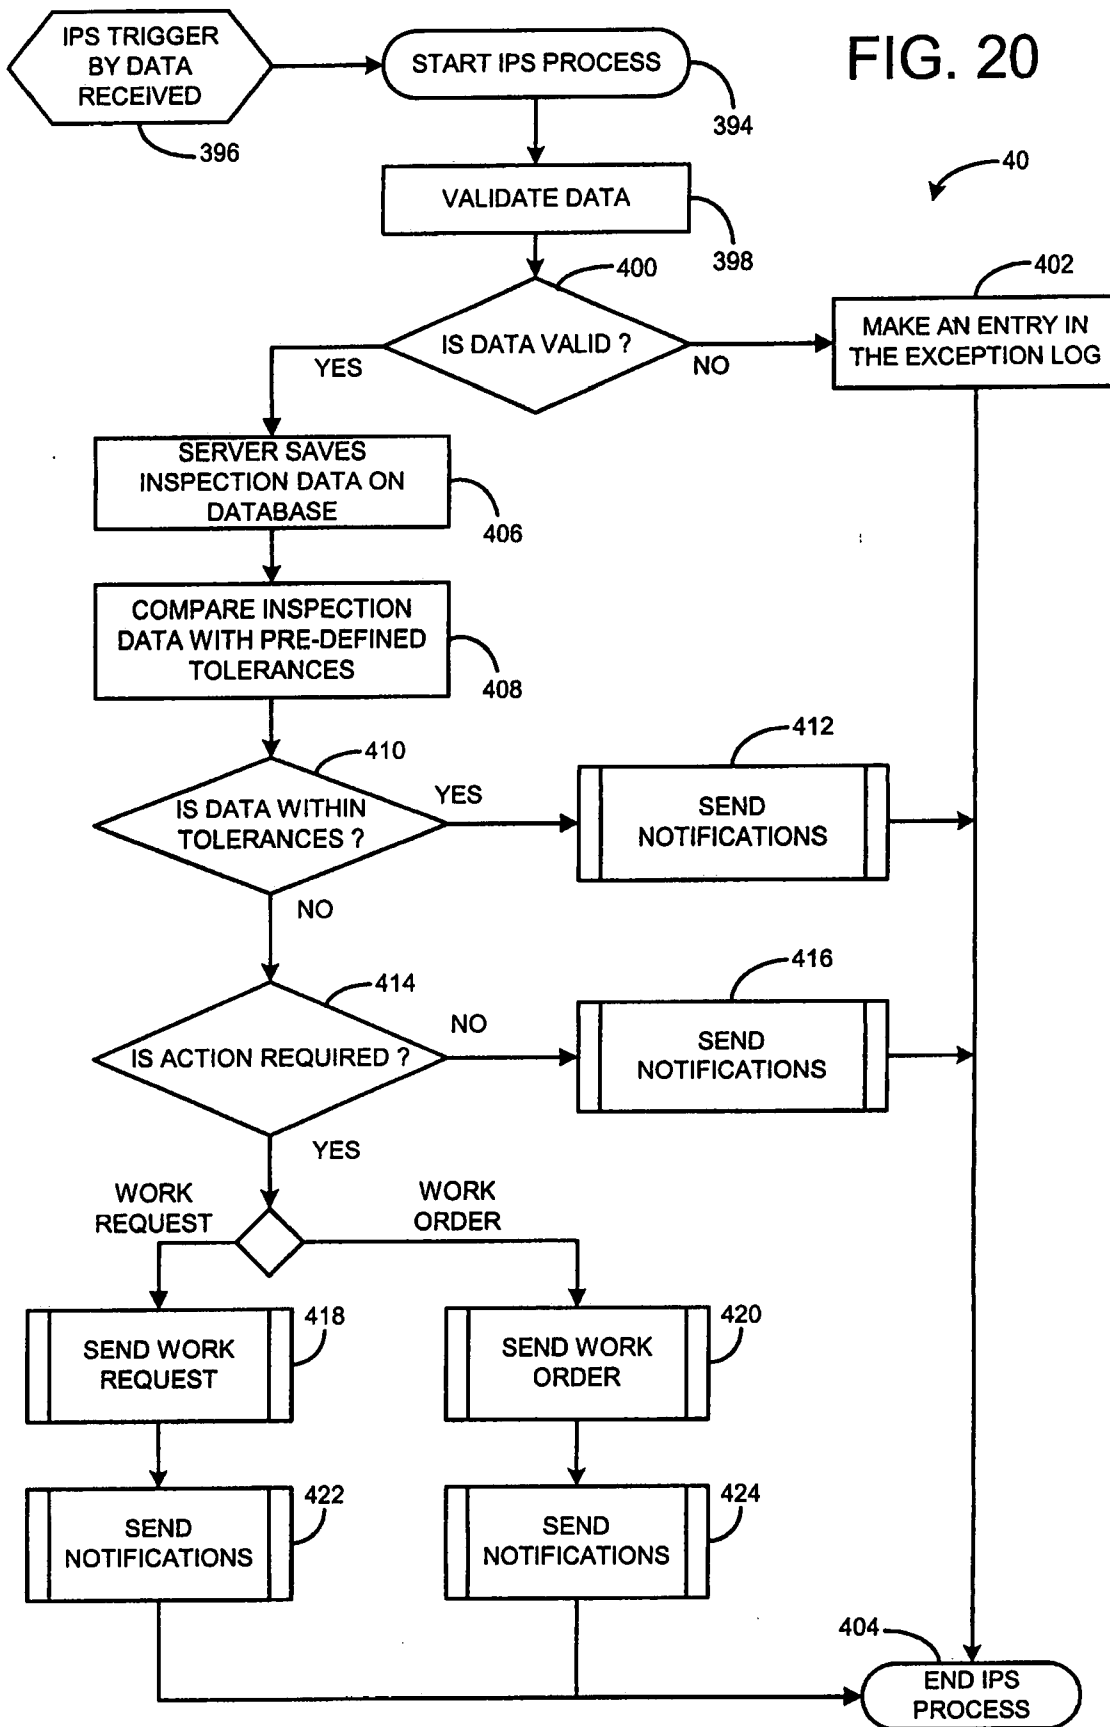 IPS TRIGGER
BY DATA
RECEIVED
START IPS PROCESS
FIG. 20
394
396
40
VALIDATE DATA
398
400
402
IS DATA VALID ?
MAKE AN ENTRY IN
THE EXCEPTION LOG
YES
NO
SERVER SAVES
INSPECTION DATA ON
DATABASE
406
COMPARE INSPECTION
DATA WITH PRE-DEFINED
TOLERANCES
408
410
412
IS DATA WITHIN
TOLERANCES ?
YES
SEND
NOTIFICATIONS
NO
414
416
IS ACTION REQUIRED ?
NO
SEND
NOTIFICATIONS
YES
WORK
REQUEST
WORK
ORDER
418
SEND WORK
REQUEST
420
SEND WORK
ORDER
422
SEND
NOTIFICATIONS
424
SEND
NOTIFICATIONS
404
END IPS
PROCESS